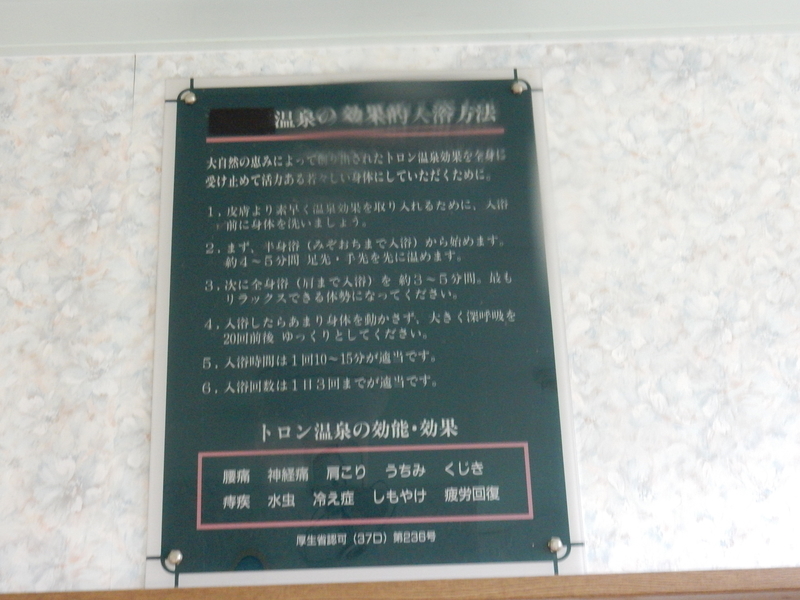 温泉の効果的入浴方法
大自然の恵みによって掘り出されたトロン温泉効果を全身に
受け止めて活力ある若々しい身体にしていただくために。
1. 皮膚より素早く温泉効果を取り入れるために、入浴
前に身体を洗いましょう。
2. まず、半身浴（みぞおちまで入浴）から始めます。
約４～５分間 足先・手先を先に温めます。
3. 次に全身浴（肩まで入浴）を 約３～５分間。最も
リラックスできる体勢になってください。
4. 入浴したらあまり身体を動かさず、大きく深呼吸を
20回前後 ゆっくりとしてください。
5. 入浴時間は１回10～15分が適当です。
6. 入浴回数は１日３回までが適当です。
トロン温泉の効能・効果
腰痛 神経痛 肩こり うちみ くじき
痔疾 水虫 冷え症 しもやけ 疲労回復
厚生省認可（37D）第236号